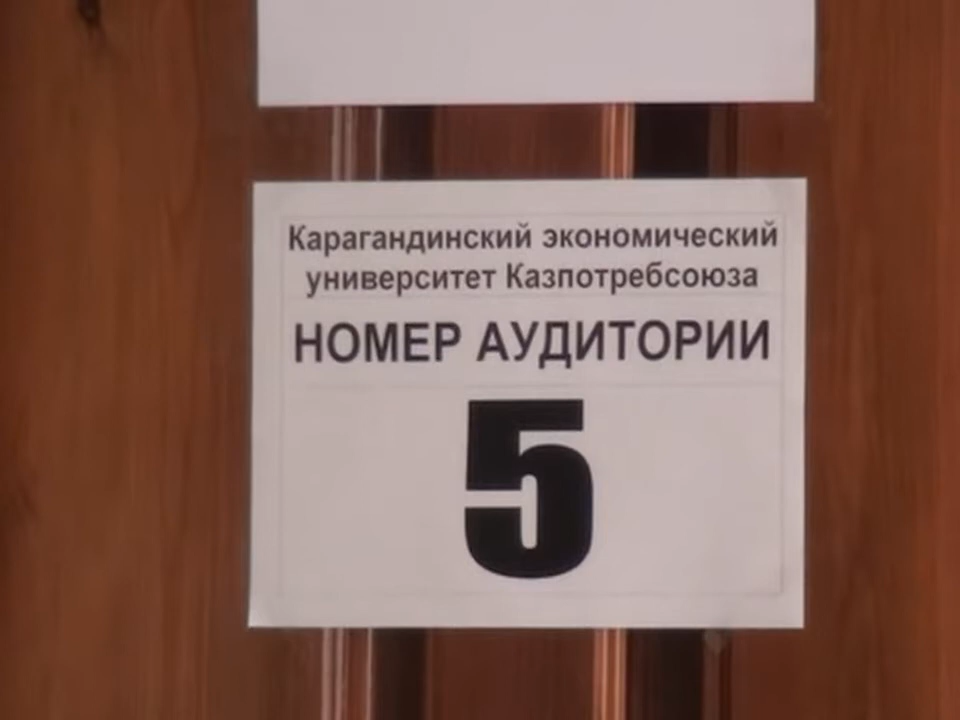 Карагандинский экономический
университет Казпотребсоюза
НОМЕР АУДИТОРИИ
5